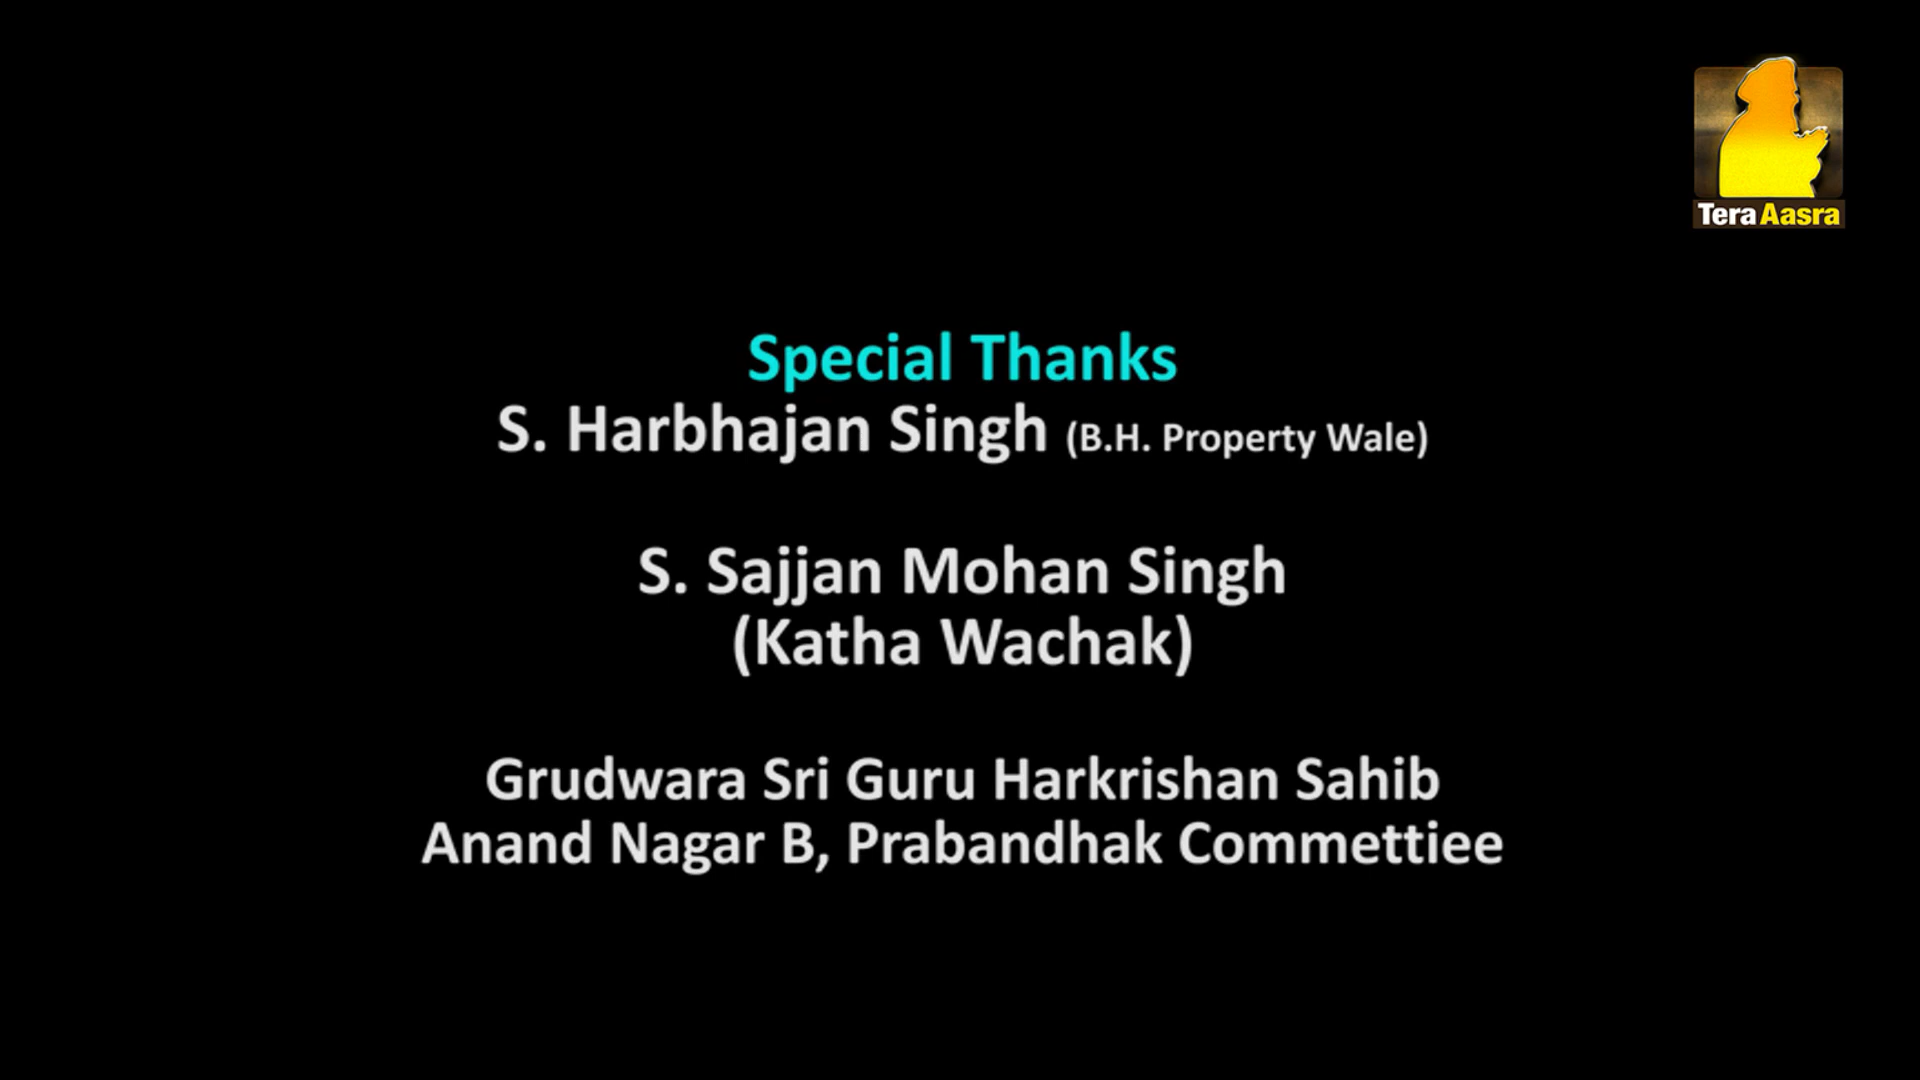 Tera Aasra
Special Thanks
S. Harbhajan Singh (B.H. Property Wale)
S. Sajjan Mohan Singh
(Katha Wachak)
Grudwara Sri Guru Harkrishan Sahib
Anand Nagar B, Prabandhak Commettiee